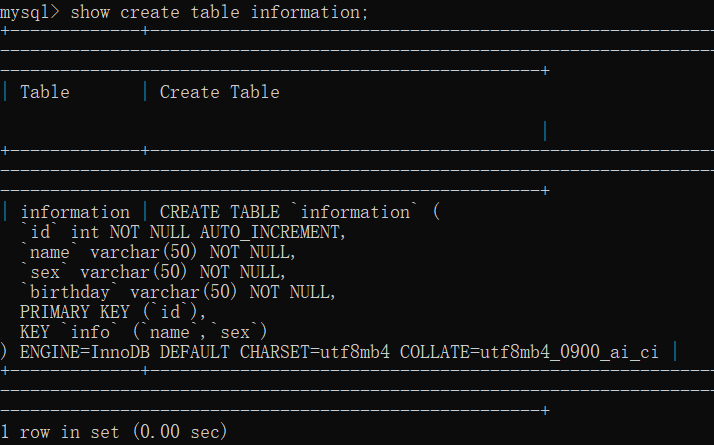 mysql> show create table information;
+-------------+---------------------------------------------------------
-----------------------------------------------------------------------
------------------------------------------------------+
| Table       | Create Table
                                                      |
+-------------+---------------------------------------------------------
-----------------------------------------------------------------------
------------------------------------------------------+
| information | CREATE TABLE `information` (
  `id` int NOT NULL AUTO_INCREMENT,
  `name` varchar(50) NOT NULL,
  `sex` varchar(50) NOT NULL,
  `birthday` varchar(50) NOT NULL,
  PRIMARY KEY (`id`),
  KEY `info` (`name`,`sex`)
) ENGINE=InnoDB DEFAULT CHARSET=utf8mb4 COLLATE=utf8mb4_0900_ai_ci |
+-------------+---------------------------------------------------------
-----------------------------------------------------------------------
------------------------------------------------------+
1 row in set (0.00 sec)